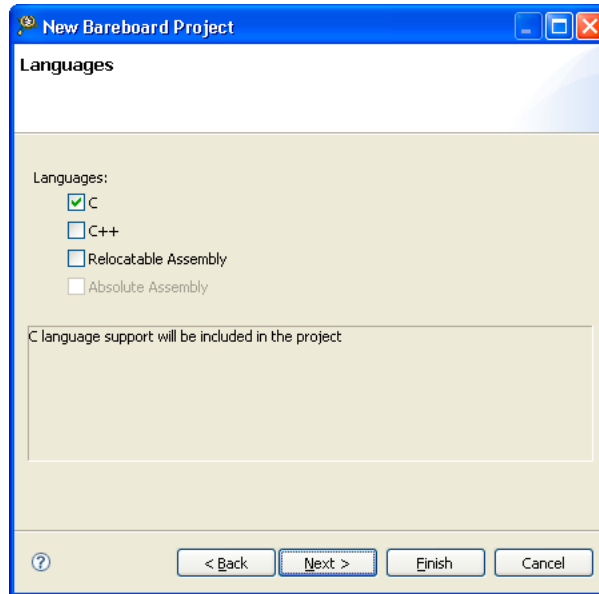 New Bareboard Project
Languages
Languages:
C
C++
Relocatable Assembly
Absolute Assembly
C language support will be included in the project
? < Back Next > Finish Cancel